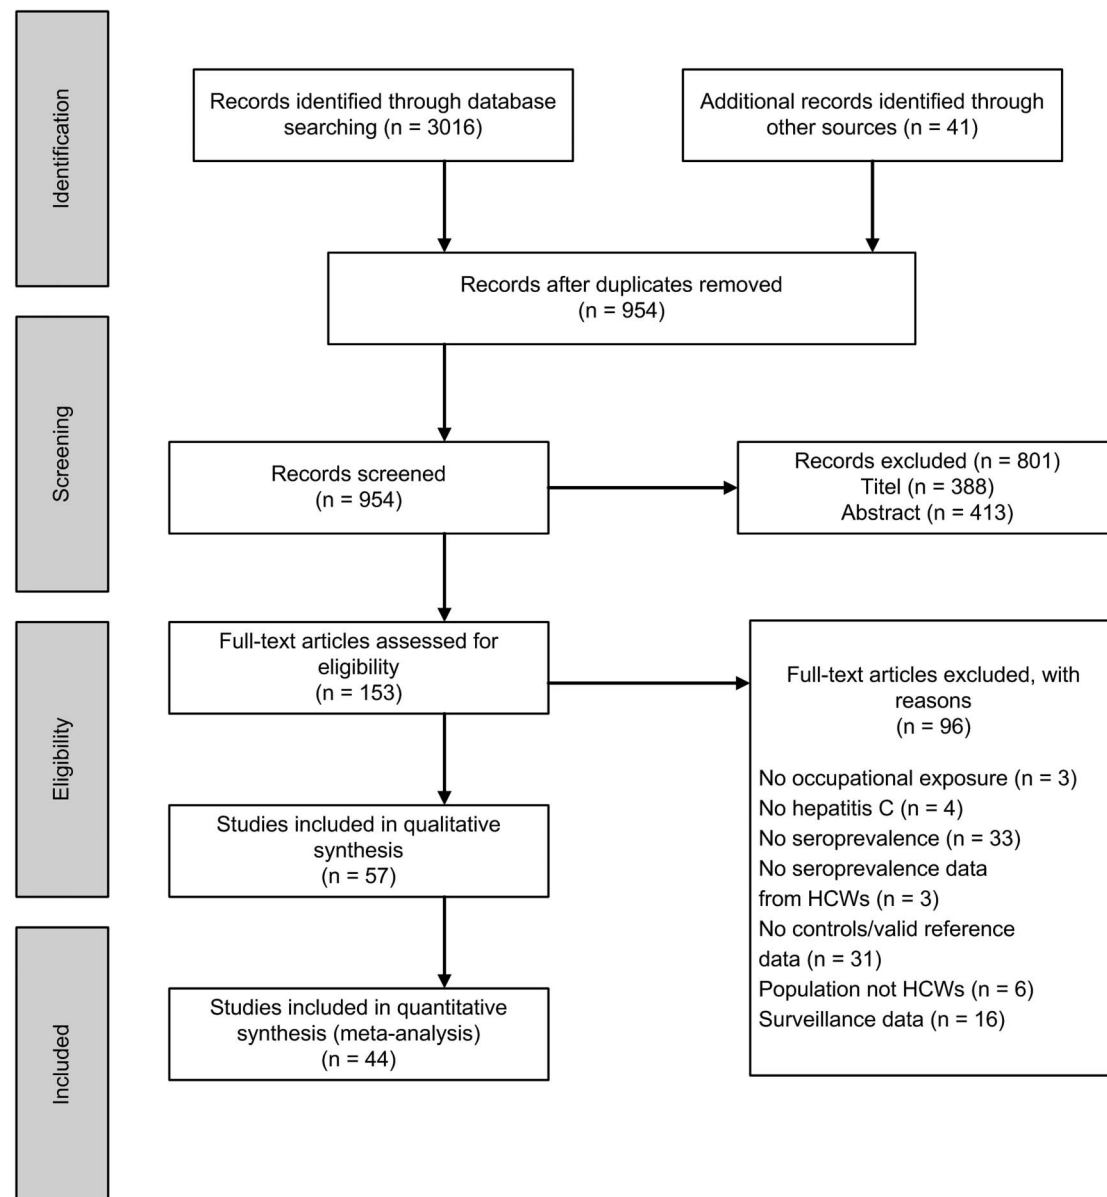 Identification
Records identified through database
searching (n = 3016)
Additional records identified through
other sources (n = 41)
Records after duplicates removed
(n = 954)
Screening
Records screened
(n = 954)
Records excluded (n = 801)
Titel (n = 388)
Abstract (n = 413)
Eligibility
Full-text articles assessed for
eligibility
(n = 153)
Full-text articles excluded, with
reasons
(n = 96)
No occupational exposure (n = 3)
No hepatitis C (n = 4)
No seroprevalence (n = 33)
No seroprevalence data
from HCWs (n = 3)
No controls/valid reference
data (n = 31)
Population not HCWs (n = 6)
Surveillance data (n = 16)
Studies included in qualitative
synthesis
(n = 57)
Included
Studies included in quantitative
synthesis (meta-analysis)
(n = 44)